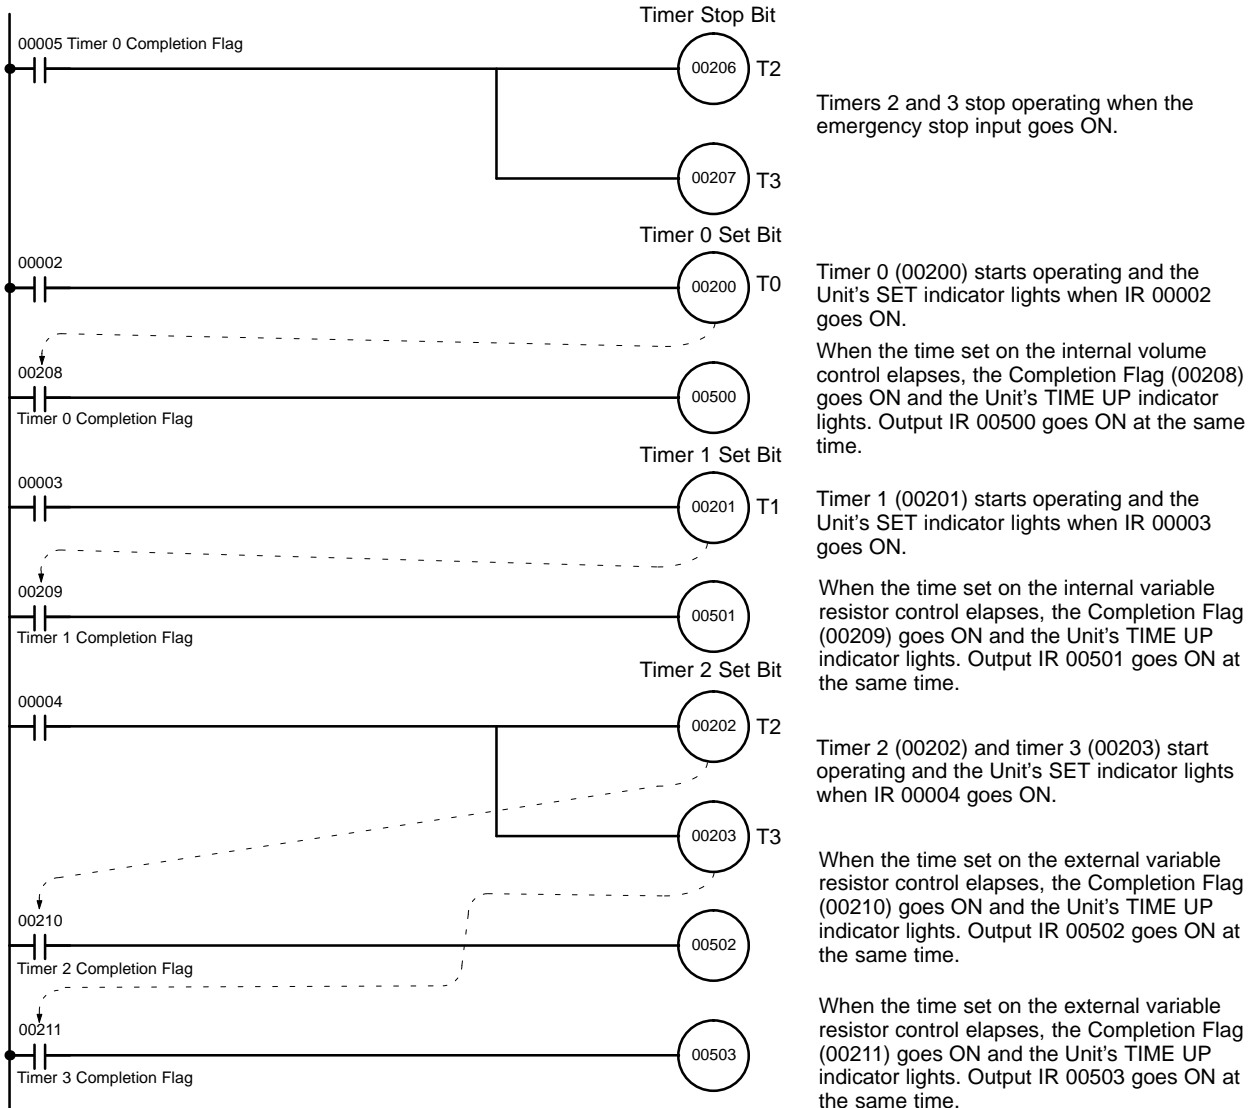 Timer Stop Bit
00005 Timer 0 Completion Flag
00206 T2
Timers 2 and 3 stop operating when the
emergency stop input goes ON.
00207 T3
Timer 0 Set Bit
00002
00200 T0
Timer 0 (00200) starts operating and the
Unit's SET indicator lights when IR 00002
goes ON.
00208
00500
Timer 0 Completion Flag
When the time set on the internal volume
control elapses, the Completion Flag (00208)
goes ON and the Unit's TIME UP indicator
lights. Output IR 00500 goes ON at the same
time.
Timer 1 Set Bit
00003
00201 T1
Timer 1 (00201) starts operating and the
Unit's SET indicator lights when IR 00003
goes ON.
00209
00501
Timer 1 Completion Flag
When the time set on the internal variable
resistor control elapses, the Completion Flag
(00209) goes ON and the Unit's TIME UP
indicator lights. Output IR 00501 goes ON at
the same time.
Timer 2 Set Bit
00004
00202 T2
Timer 2 (00202) and timer 3 (00203) start
operating and the Unit's SET indicator lights
when IR 00004 goes ON.
00203 T3
00210
00502
Timer 2 Completion Flag
When the time set on the external variable
resistor control elapses, the Completion Flag
(00210) goes ON and the Unit's TIME UP
indicator lights. Output IR 00502 goes ON at
the same time.
00211
00503
Timer 3 Completion Flag
When the time set on the external variable
resistor control elapses, the Completion Flag
(00211) goes ON and the Unit's TIME UP
indicator lights. Output IR 00503 goes ON at
the same time.